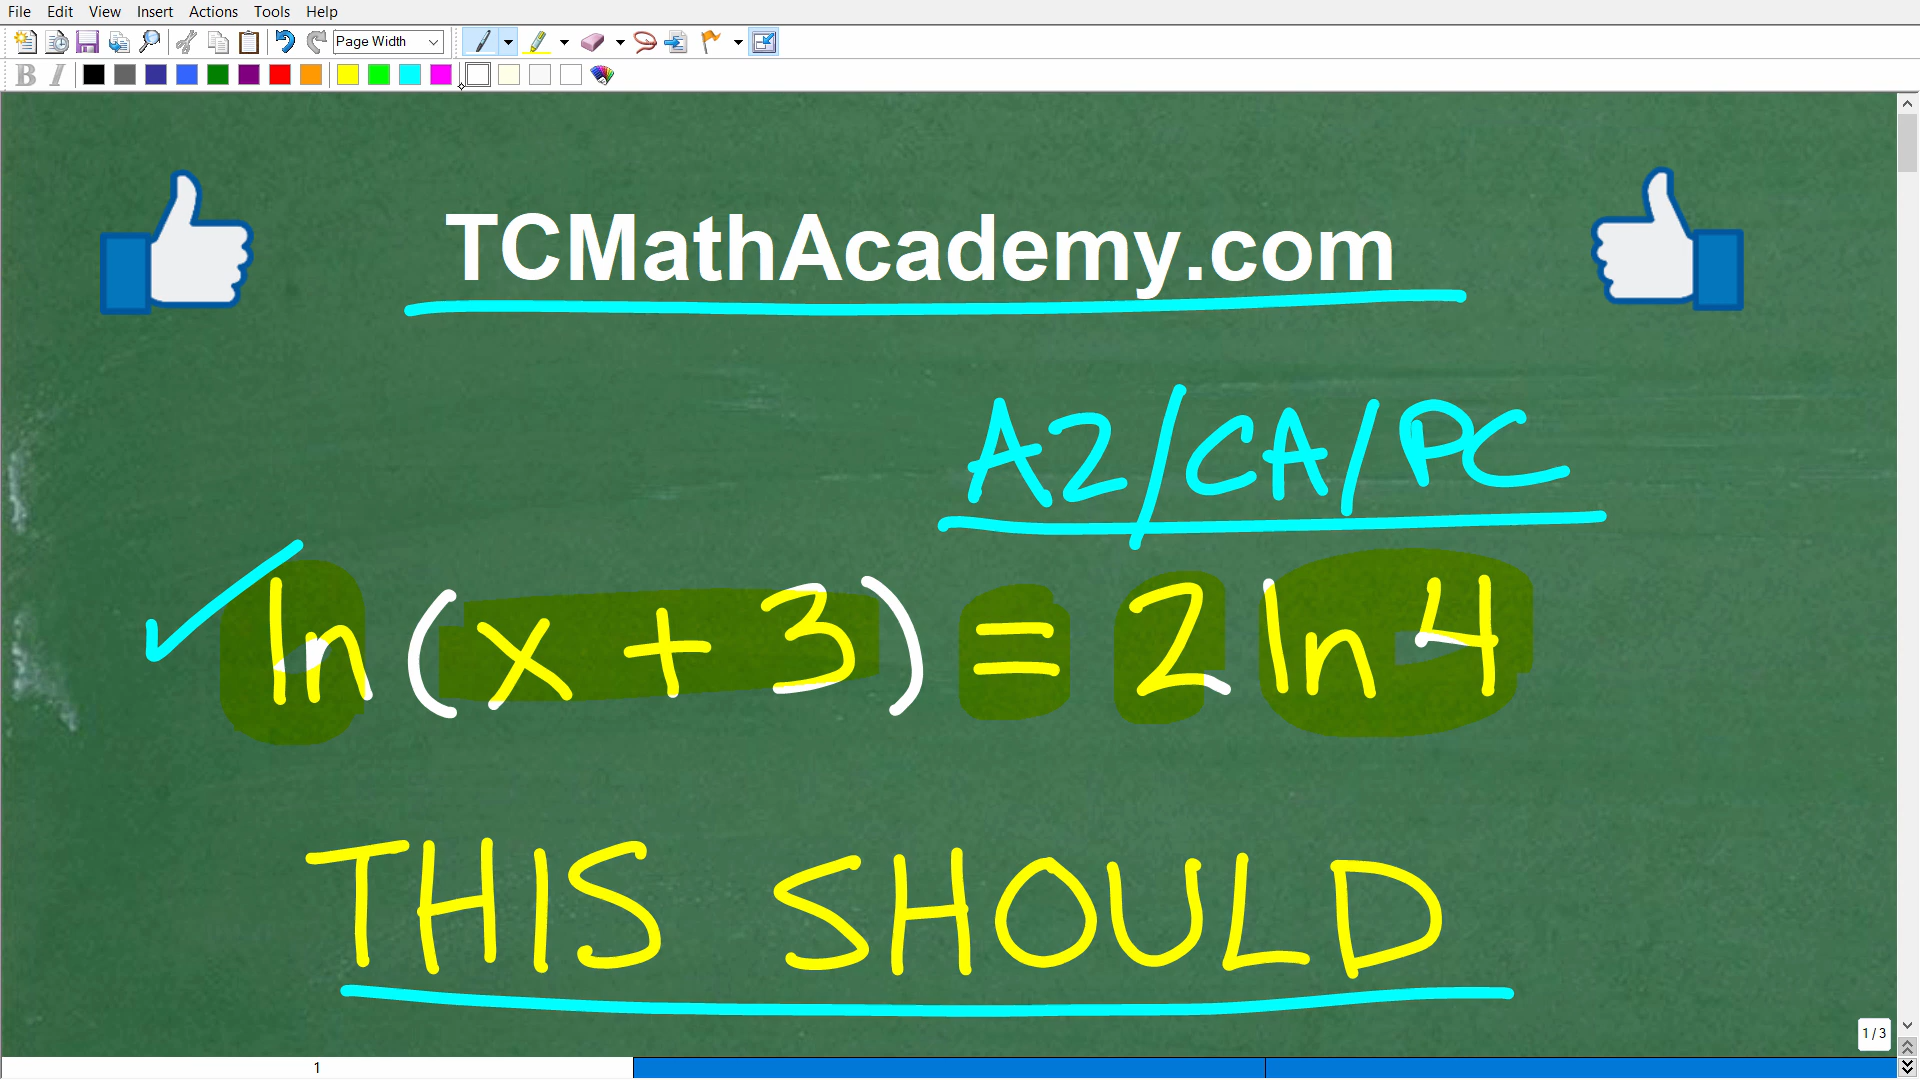 File Edit View Insert Actions Tools Help
Page Width
B I
TCMathAcademy.com
A2/CA/PC
ln(x + 3) = 2 ln 4
THIS SHOULD
1 / 3
1